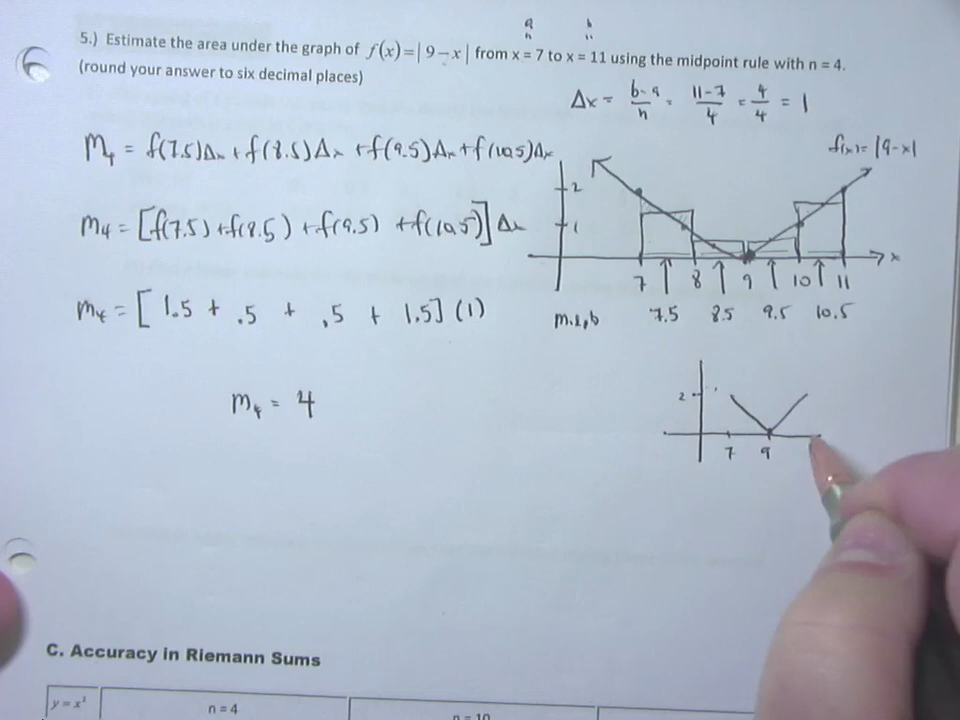 a b
" "
5.) Estimate the area under the graph of f(x)=|9−x| from x = 7 to x = 11 using the midpoint rule with n = 4.
(round your answer to six decimal places)
Δx = b-a/n = 11-7/4 = 4/4 = 1
M4 = f(7.5)Δx + f(8.5)Δx + f(9.5)Δx + f(10.5)Δx
f(x)= |9-x|
2
M4 = [f(7.5) + f(8.5) + f(9.5) + f(10.5)] Δx
1
x
7 8 9 10 11
M4 = [ 1.5 + .5 + .5 + 1.5] (1)
7.5 8.5 9.5 10.5
M4 = 4
2
7 9
C. Accuracy in Riemann Sums
y = x²
n = 4
n = 10